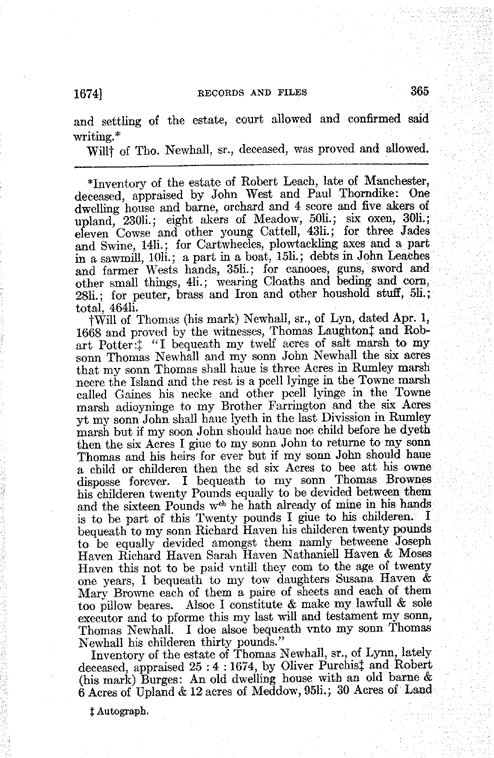 1674] RECORDS AND FILES 365
and settling of the estate, court allowed and confirmed said
writing.*
Will† of Tho. Newhall, sr., deceased, was proved and allowed.
*Inventory of the estate of Robert Leach, late of Manchester,
deceased, appraised by John West and Paul Thorndike: One
dwelling house and barne, orchard and 4 score and five akers of
upland, 230li.; eight akers of Meadow, 50li.; six oxen, 30li.;
eleven Cowse and other young Cattell, 43li.; for three Jades
and Swine, 14li.; for Cartwheeles, plowtackling axes and a part
in a sawmill, 10li.; a part in a boat, 15li.; debts in John Leaches
and farmer Wests hands, 35li.; for canooes, guns, sword and
other small things, 4li.; wearing Cloaths and beding and corn,
28li.; for peuter, brass and Iron and other houshold stuff, 5li.;
total, 464li.
†Will of Thomas (his mark) Newhall, sr., of Lyn, dated Apr. 1,
1668 and proved by the witnesses, Thomas Laughton‡ and Rob-
art Potter:‡ "I bequeath my twelf acres of salt marsh to my
sonn Thomas Newhall and my sonn John Newhall the six acres
that my sonn Thomas shall haue is three Acres in Rumley marsh
neere the Island and the rest is a pcell lyinge in the Towne marsh
called Gaines his necke and other pcell lyinge in the Towne
marsh adioyninge to my Brother Farrington and the six Acres
yt my sonn John shall haue lyeth in the last Divission in Rumley
marsh but if my soon John should haue noe child before he dyeth
then the six Acres I giue to my sonn John to returne to my sonn
Thomas and his heirs for ever but if my sonn John should haue
a child or childeren then the sd six Acres to bee att his owne
disposse forever. I bequeath to my sonn Thomas Brownes
his childeren twenty Pounds equally to be devided between them
and the sixteen Pounds wch he hath already of mine in his hands
is to be part of this Twenty pounds I giue to his childeren. I
bequeath to my sonn Richard Haven his childeren twenty pounds
to be equally devided amongst them namly betweene Joseph
Haven Richard Haven Sarah Haven Nathaniell Haven & Moses
Haven this not to be paid vntill they com to the age of twenty
one years, I bequeath to my tow daughters Susana Haven &
Mary Browne each of them a paire of sheets and each of them
too pillow beares. Alsoe I constitute & make my lawfull & sole
executor and to pforme this my last will and testament my sonn,
Thomas Newhall. I doe alsoe bequeath vnto my sonn Thomas
Newhall his childeren thirty pounds."
Inventory of the estate of Thomas Newhall, sr., of Lynn, lately
deceased, appraised 25 : 4 : 1674, by Oliver Purchis‡ and Robert
(his mark) Burges: An old dwelling house with an old barne &
6 Acres of Upland & 12 acres of Meddow, 95li.; 30 Acres of Land
‡ Autograph.